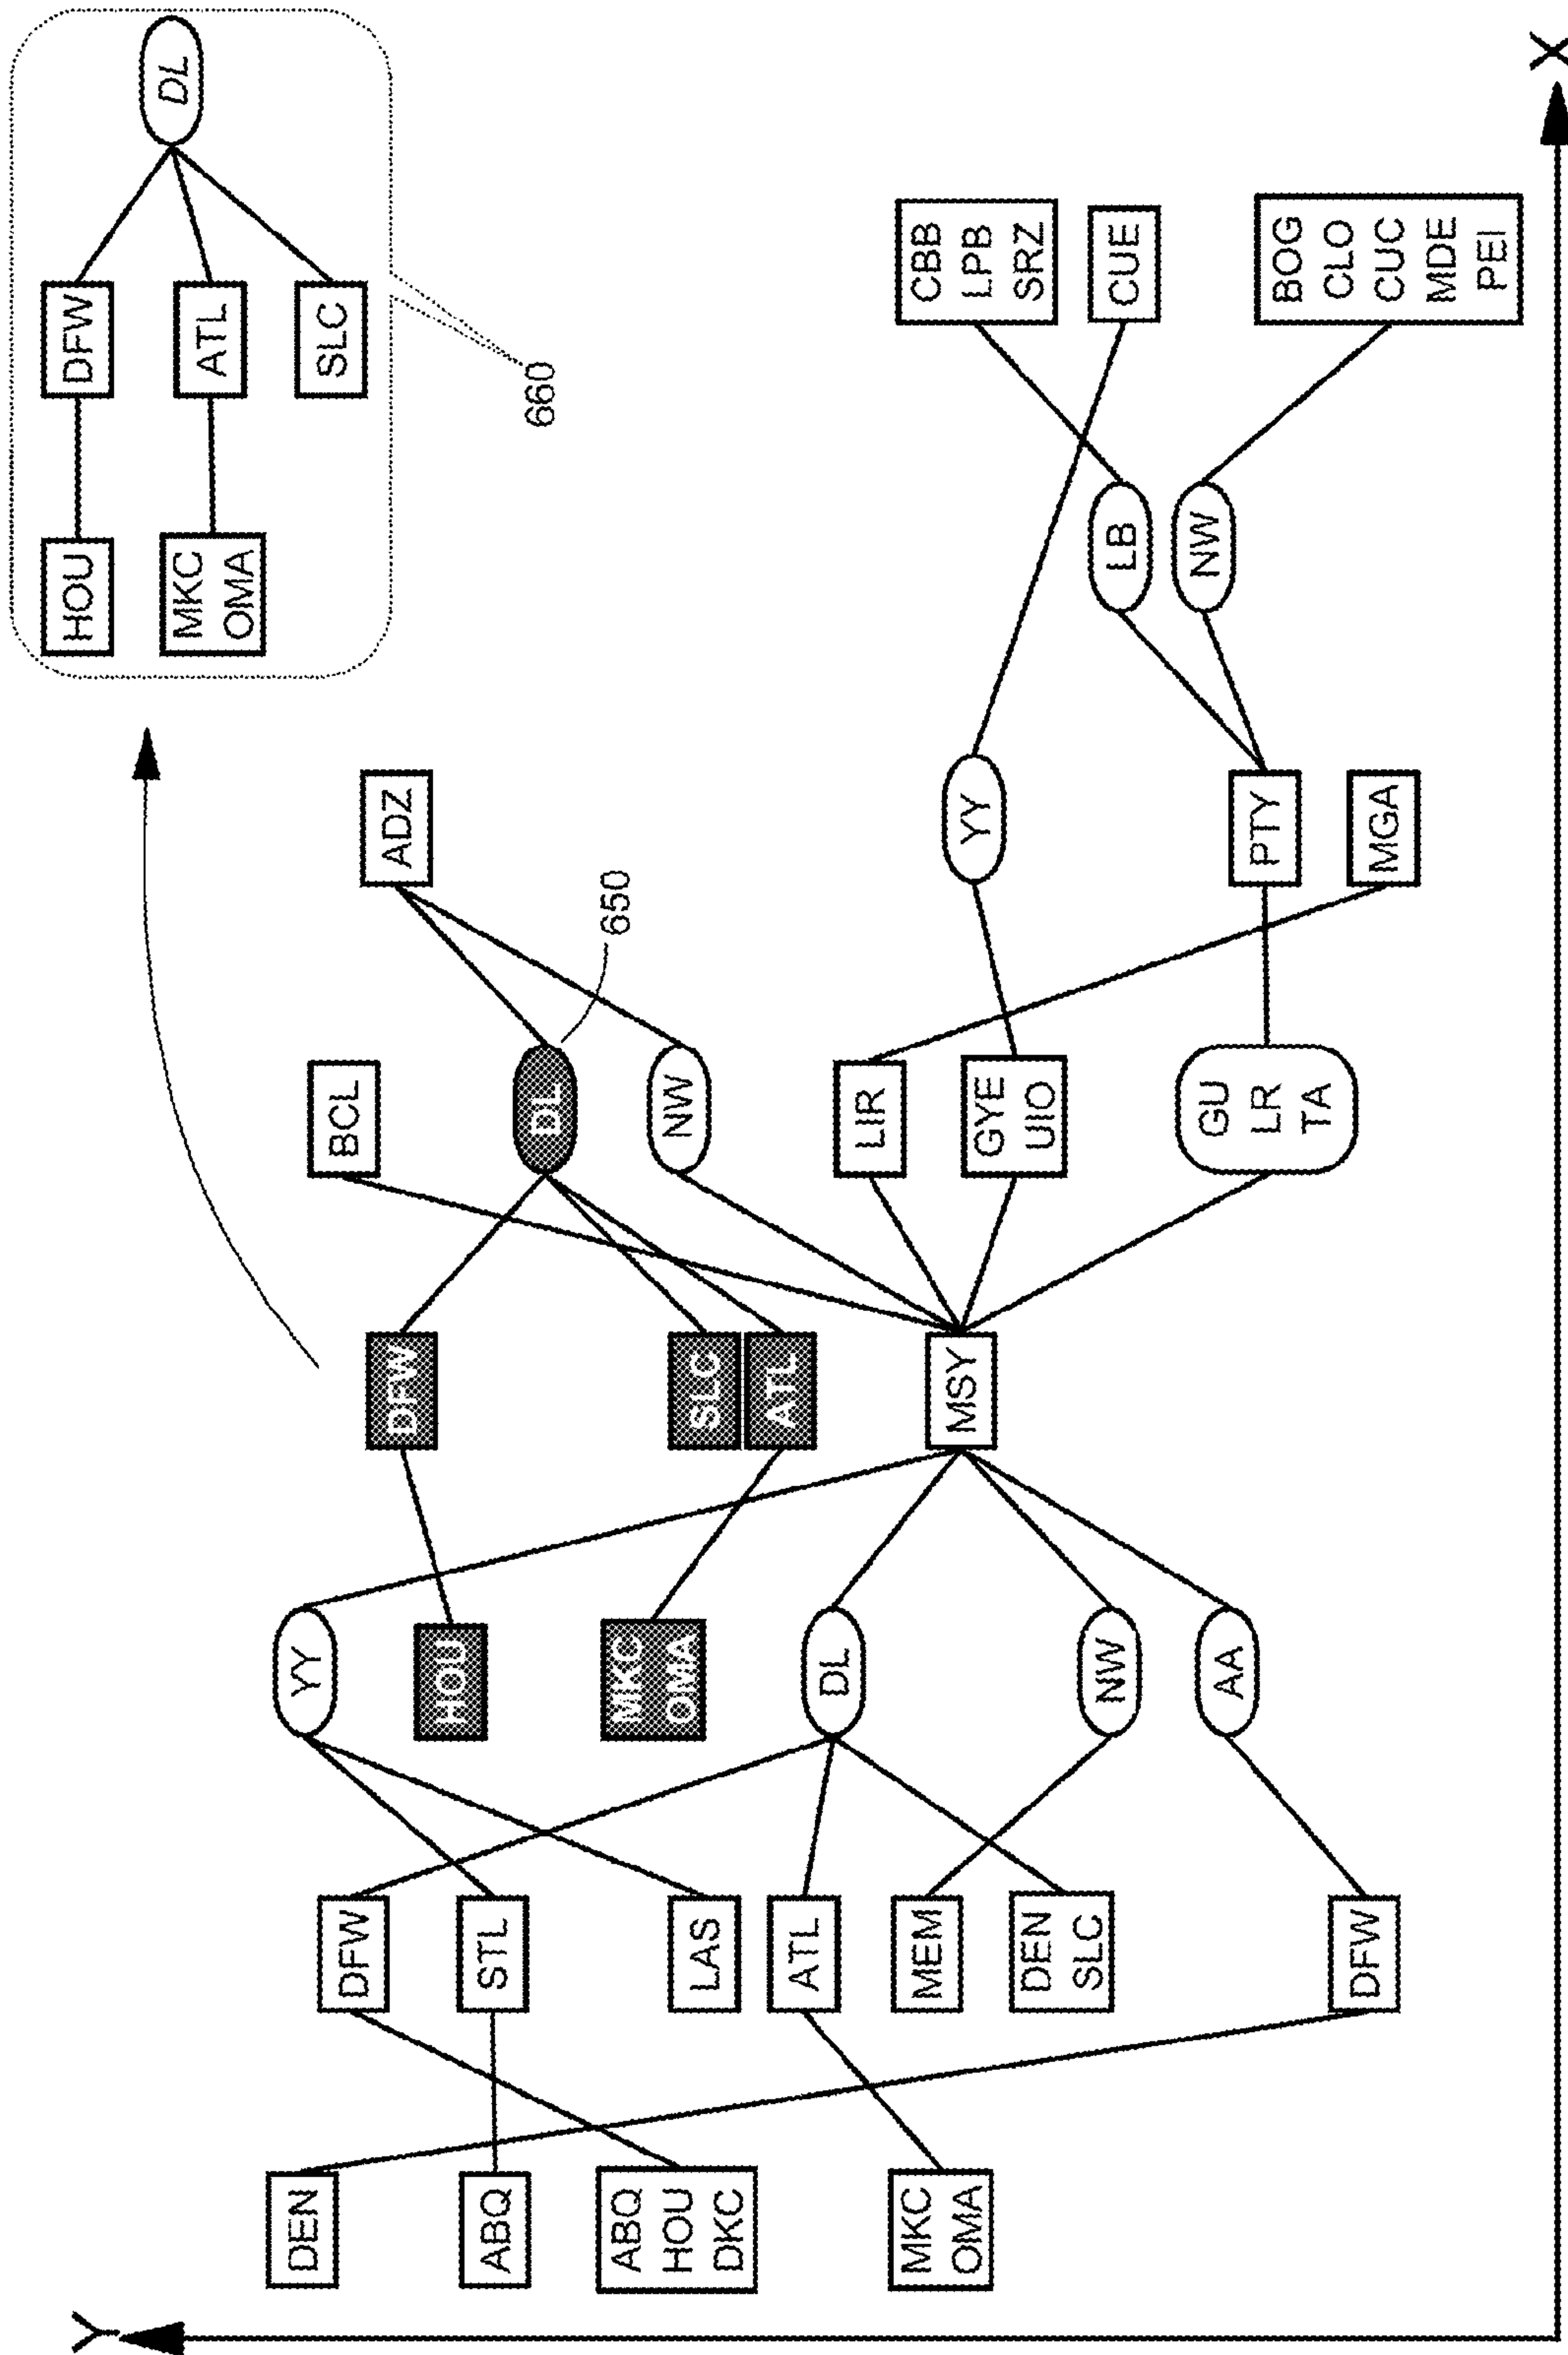 Y
DEN
ABQ
ABQ
HOU
DKC
MKC
OMA
DFW
STL
LAS
ATL
MEM
DEN
SLC
DFW
YY
HOU
MKC
OMA
DL
NW
AA
DFW
SLC
ATL
MSY
BCL
DL
NW
LIR
GYE
UIO
GU
LR
TA
650
ADZ
YY
PTY
MGA
LB
NW
CBB
LPB
SRZ
CUE
BOG
CLO
CUC
MDE
PEI
HOU
MKC
OMA
DFW
ATL
SLC
DL
660
X